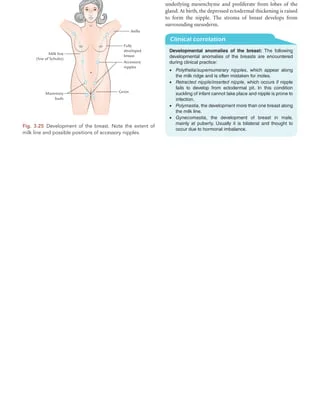 Axilla
Fully
developed
breast
Accessory
nipples
Milk line
(line of Schultz)
Mammary
buds
Groin
Fig. 3.25 Development of the breast. Note the extent of
milk line and possible positions of accessory nipples.
underlying mesenchyme and proliferate from lobes of the
gland. At birth, the depressed ectodermal thickening is raised
to form the nipple. The stroma of breast develops from
surrounding mesoderm.
Clinical correlation
Developmental anomalies of the breast: The following
developmental anomalies of the breasts are encountered
during clinical practice:
• Polythelia/supernumerary nipples, which appear along
the milk ridge and is often mistaken for moles.
• Retracted nipple/inverted nipple, which occurs if nipple
fails to develop from ectodermal pit. In this condition
suckling of infant cannot take place and nipple is prone to
infection.
• Polymastia, the development more than one breast along
the milk line.
• Gynecomastia, the development of breast in male,
mainly at puberty. Usually it is bilateral and thought to
occur due to hormonal imbalance.